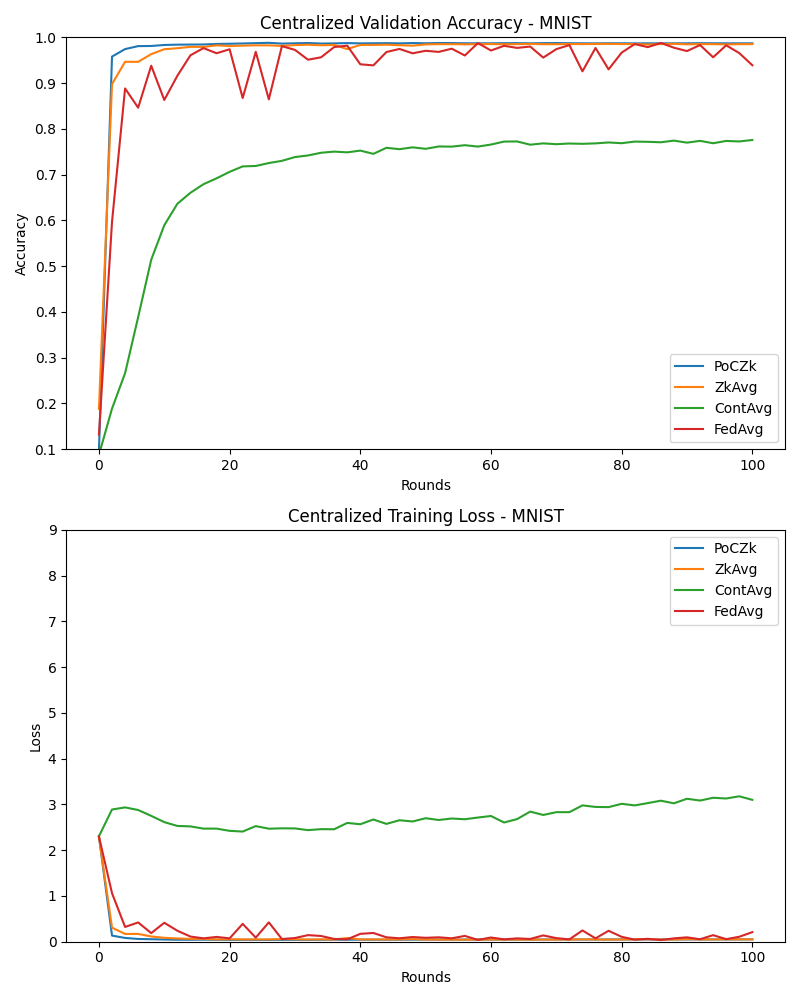 Centralized Validation Accuracy - MNIST
1.0
0.9
0.8
0.7
0.6
0.5
0.4
0.3
0.2
0.1
Accuracy
0 20 40 60 80 100
Rounds
PoCZk
ZkAvg
ContAvg
FedAvg
Centralized Training Loss - MNIST
9
8
7
6
5
4
3
2
1
0
Loss
0 20 40 60 80 100
Rounds
PoCZk
ZkAvg
ContAvg
FedAvg